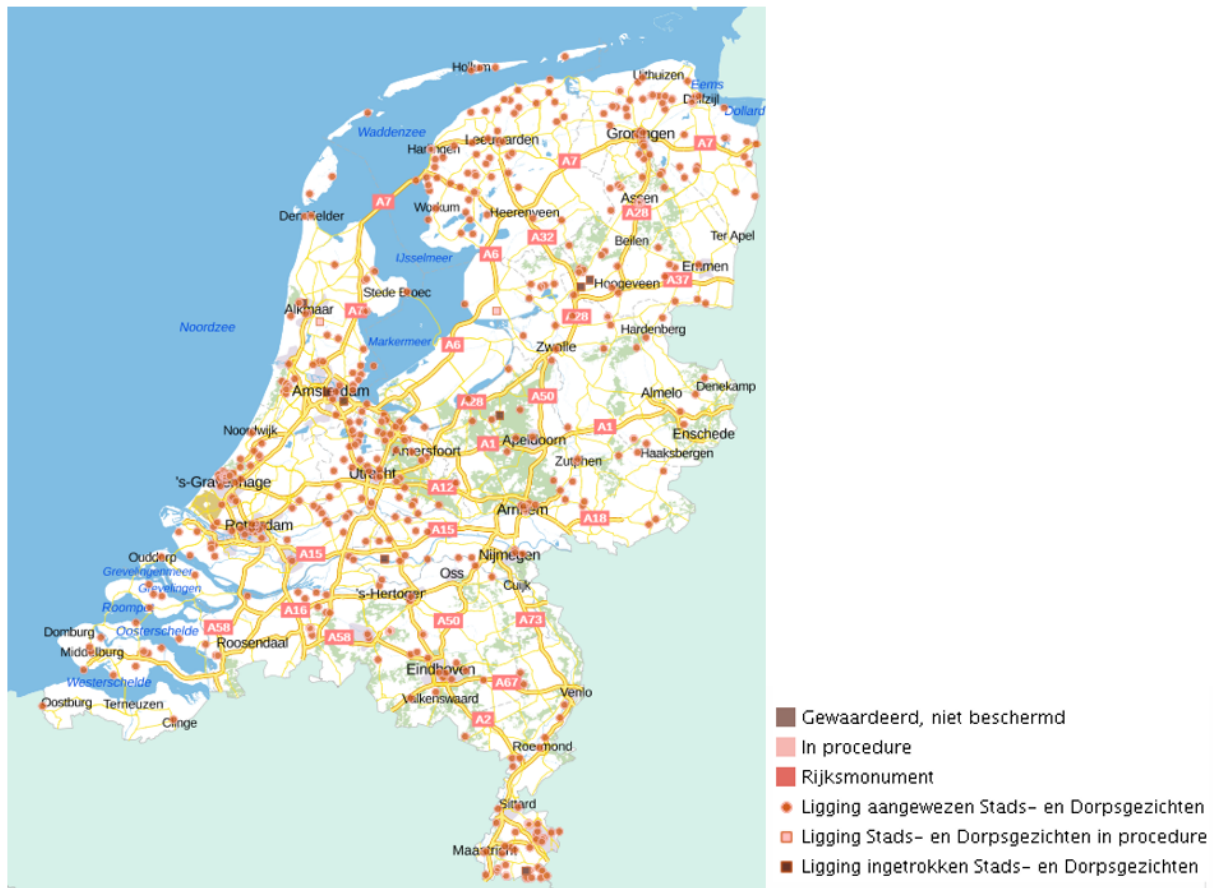 Hollum
Uithuizen
Eems
Delfzijl
Dollard
Waddenzee
Leeuwarden
Groningen
Harlingen
A7
A7
A7
Assen
Workum
Den Helder
Heerenveen
A28
A32
Beilen
Ter Apel
A6
IJsselmeer
Emmen
Hoogeveen
A37
Stede Broec
Alkmaar
A7
A28
Noordzee
Hardenberg
Markermeer
A6
Zwolle
Amsterdam
Almelo
Denekamp
A28
A50
Noordwijk
A1
Enschede
Apeldoorn
A1
Amersfoort
Haaksbergen
Zutphen
Utrecht
's-Gravenhage
A12
Arnhem
A18
Rotterdam
A15
A15
Ouddorp
Nijmegen
Grevelingenmeer
Oss
Grevelingen
Cuijk
's-Hertogen
Roompot
A16
A50
A73
A58
Domburg
Oosterschelde
A58
Roosendaal
Middelburg
Eindhoven
Westerschelde
A67
Venlo
Oostburg
Terneuzen
Valkenswaard
Clinge
A2
Roermond
Sittard
Maastricht
Gewaardeerd, niet beschermd
In procedure
Rijksmonument
Ligging aangewezen Stads- en Dorpsgezichten
Ligging Stads- en Dorpsgezichten in procedure
Ligging ingetrokken Stads- en Dorpsgezichten